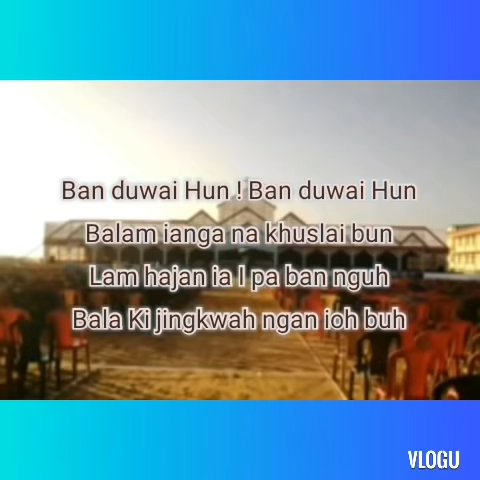 Ban duwai Hun ! Ban duwai Hun
Balam ianga na khuslai bun
Lam hajan ia I pa ban nguh
Bala Ki jingkwah ngan ioh buh
VLOGU